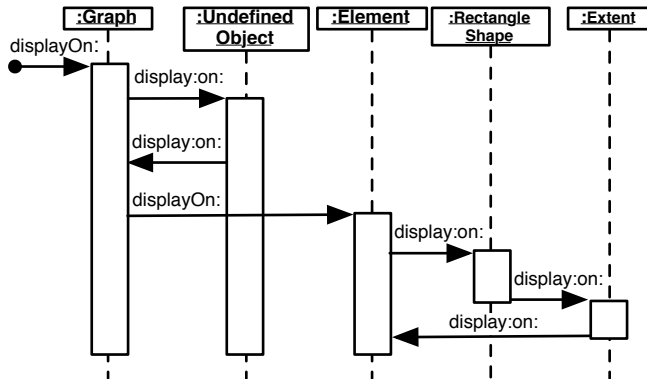 :Graph
:Undefined
Object
:Element
:Rectangle
Shape
:Extent
displayOn:
display:on:
display:on:
displayOn:
display:on:
display:on:
display:on: